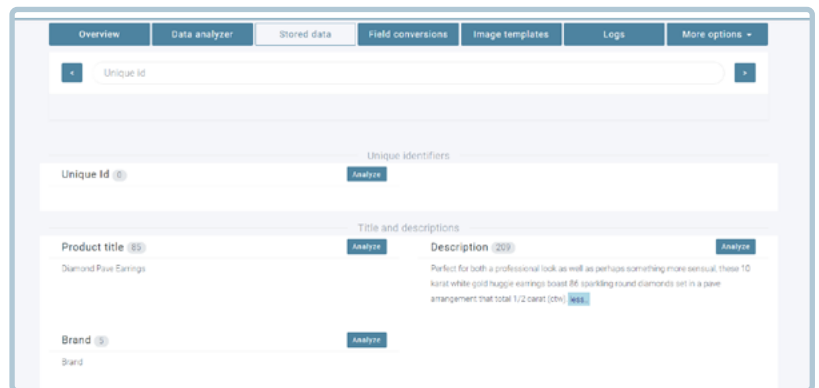 Overview Data analyzer Stored data Field conversions Image templates Logs More options
< Unique id >
Unique identifiers
Unique Id 0 Analyze
Title and descriptions
Product title 85 Analyze Description 209 Analyze
Diamond Pave Earrings
Perfect for both a professional look as well as perhaps something more sensual, these 10
karat white gold huggie earrings boast 86 sparkling round diamonds set in a pave
arrangement that total 1/2 carat (ctw). less..
Brand 5 Analyze
Brand